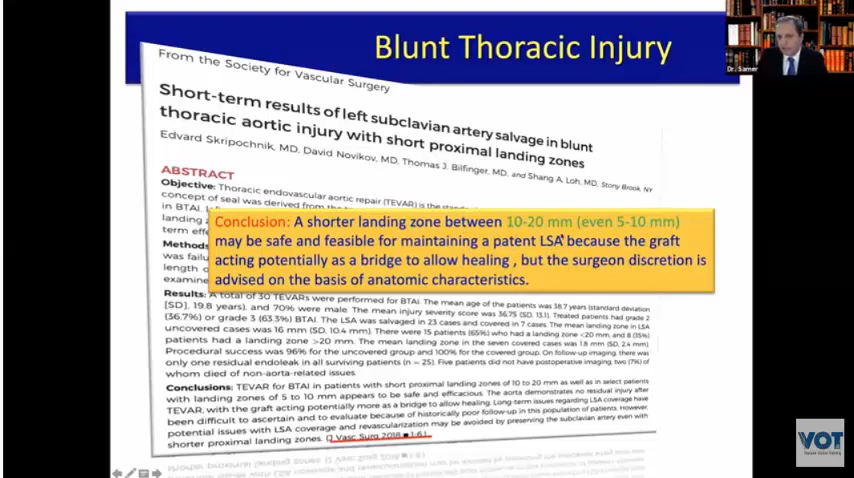 Blunt Thoracic Injury
Dr. Samer
From the Society for Vascular Surgery
Short-term results of left subclavian artery salvage in blunt
thoracic aortic injury with short proximal landing zones
Edvard Skripochnik, MD, David Novikov, MD, Thomas J. Bilfinger, MD, and Shang A. Loh, MD, Stony Brook, NY
ABSTRACT
Objective: Thoracic endovascular aortic repair (TEVAR) is the
concept of seal was derived from
in BTAI.
landing
term
Conclusion: A shorter landing zone between 10-20 mm (even 5-10 mm)
may be safe and feasible for maintaining a patent LSA because the graft
acting potentially as a bridge to allow healing , but the surgeon discretion is
advised on the basis of anatomic characteristics.
was failu
length o
examine
Results: A total of 30 TEVARs were performed for BTAI. The mean age of the patients was 38.7 years (standard deviation
[SD], 19.8 years), and 70% were male. The mean injury severity score was 36.75 (SD, 13.1). Treated patients had grade 2
(36.7%) or grade 3 (63.3%) BTAI. The LSA was salvaged in 23 cases and covered in 7 cases. The mean landing zone in LSA
uncovered cases was 16 mm (SD, 10.4 mm). There were 15 patients (65%) who had a landing zone <20 mm, and 8 (35%)
patients had a landing zone >20 mm. The mean landing zone in the seven covered cases was 1.8 mm (SD, 2.4 mm).
Procedural success was 96% for the uncovered group and 100% for the covered group. On follow-up imaging, there was
only one residual endoleak in all surviving patients (n = 25). Five patients did not have postoperative imaging, two (7%) of
whom died of non-aorta-related issues.
Conclusions: TEVAR for BTAI in patients with short proximal landing zones of 10 to 20 mm as well as in select patients
with landing zones of 5 to 10 mm appears to be safe and efficacious. The aorta demonstrates no residual injury after
TEVAR, with the graft acting potentially more as a bridge to allow healing. Long-term issues regarding LSA coverage have
been difficult to ascertain and to evaluate because of historically poor follow-up in this population of patients. However,
potential issues with LSA coverage and revascularization may be avoided by preserving the subclavian artery even with
shorter proximal landing zones. (J Vasc Surg 2018;■:1-6.)
VOT